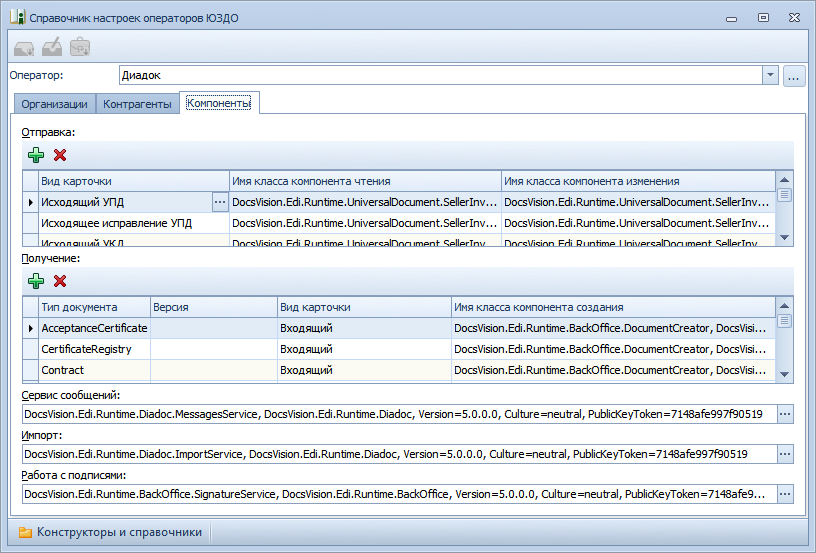 Справочник настроек операторов ЮЗДО
Оператор: Диадок ...
Организации Контрагенты Компоненты
Отправка:
Вид карточки Имя класса компонента чтения Имя класса компонента изменения
Исходящий УПД ... DocsVision.Edi.Runtime.UniversalDocument.SellerInv... DocsVision.Edi.Runtime.UniversalDocument.SellerInv...
Исходящее исправление УПД DocsVision.Edi.Runtime.UniversalDocument.SellerInv... DocsVision.Edi.Runtime.UniversalDocument.SellerInv...
Исходящий УКД DocsVision.Edi.Runtime.UniversalDocument.SellerInv... DocsVision.Edi.Runtime.UniversalDocument.SellerInv...
Получение:
Тип документа Версия Вид карточки Имя класса компонента создания
AcceptanceCertificate Входящий DocsVision.Edi.Runtime.BackOffice.DocumentCreator, DocsVisi...
CertificateRegistry Входящий DocsVision.Edi.Runtime.BackOffice.DocumentCreator, DocsVisi...
Contract Входящий DocsVision.Edi.Runtime.BackOffice.DocumentCreator, DocsVisi...
Сервис сообщений:
DocsVision.Edi.Runtime.Diadoc.MessagesService, DocsVision.Edi.Runtime.Diadoc, Version=5.0.0.0, Culture=neutral, PublicKeyToken=7148afe997f90519 ...
Импорт:
DocsVision.Edi.Runtime.Diadoc.ImportService, DocsVision.Edi.Runtime.Diadoc, Version=5.0.0.0, Culture=neutral, PublicKeyToken=7148afe997f90519 ...
Работа с подписями:
DocsVision.Edi.Runtime.BackOffice.SignatureService, DocsVision.Edi.Runtime.BackOffice, Version=5.0.0.0, Culture=neutral, PublicKeyToken=7148afe9... ...
Конструкторы и справочники